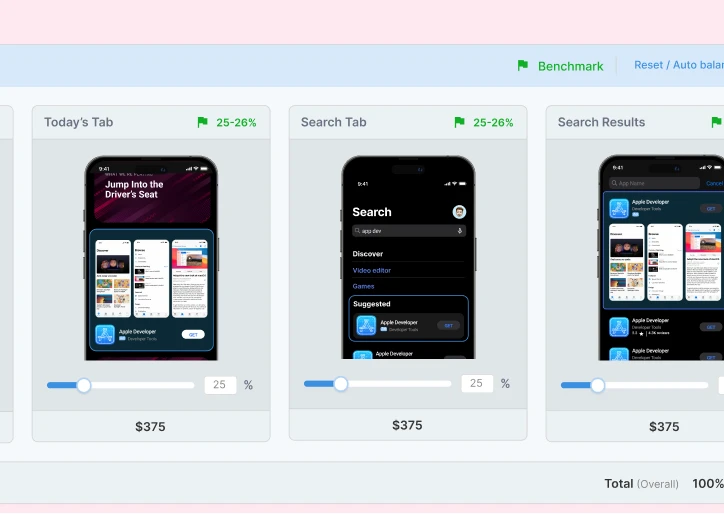 Benchmark
Reset / Auto balan
Today's Tab
25-26%
9:41
Jump Into the
Driver's Seat
Apple Developer
Developer Tools
GET
25
%
$375
Search Tab
25-26%
9:41
Search
app dev
Discover
Video editor
Games
Suggested
Apple Developer
Developer Tools
GET
Apple Developer
25
%
$375
Search Results
9:41
App Name
Cancel
Apple Developer
Developer Tools
GET
Apple Developer
Developer Tools
GET
Apple Developer
GET
$375
Total (Overall) 100%